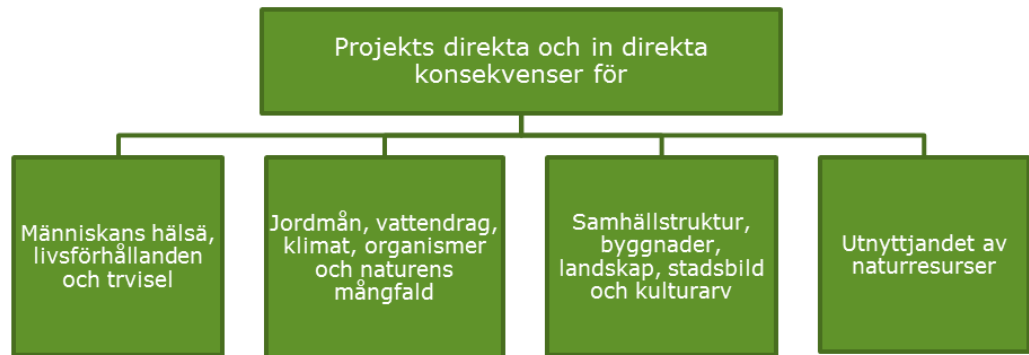 Projekts direkta och in direkta
konsekvenser för
Människans hälsä,
livsförhållanden
och trvisel
Jordmån, vattendrag,
klimat, organismer
och naturens
mångfald
Samhällstruktur,
byggnader,
landskap, stadsbild
och kulturarv
Utnyttjandet av
naturresurser